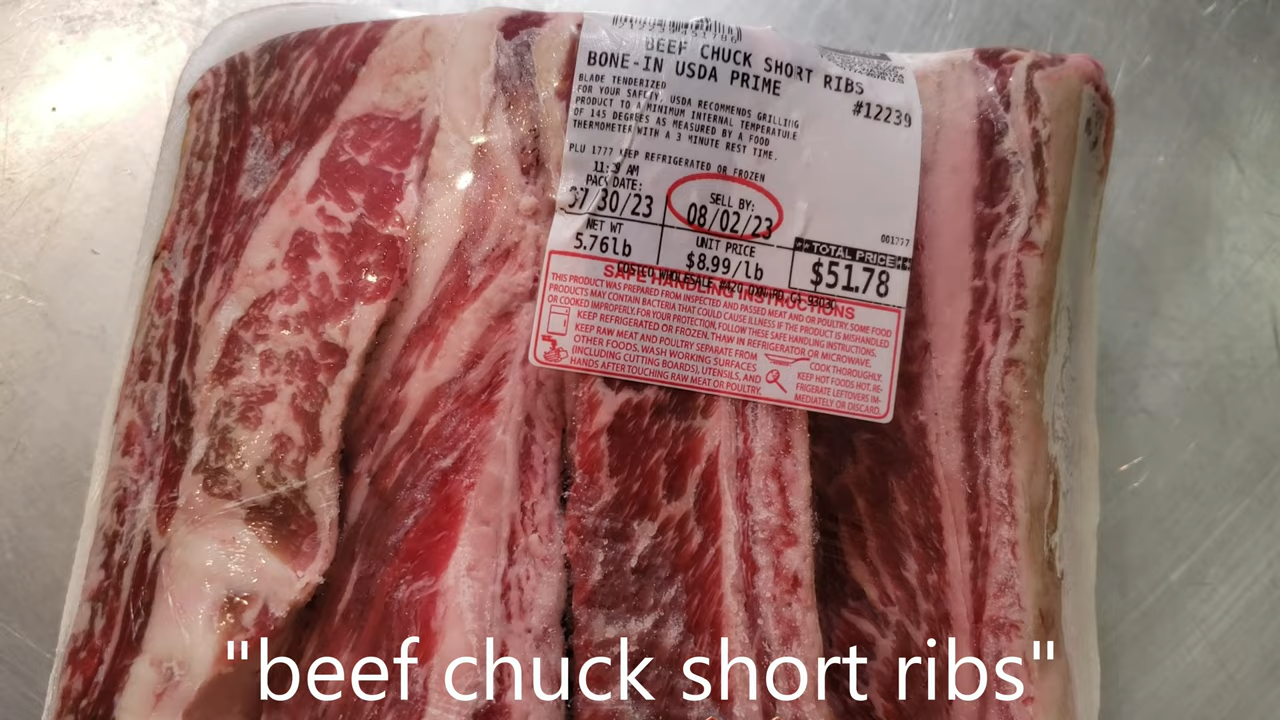 BEEF CHUCK SHORT RIBS
BONE-IN USDA PRIME
#12239
BLADE TENDERIZED
FOR YOUR SAFETY, USDA RECOMMENDS GRILLING
PRODUCT TO A MINIMUM INTERNAL TEMPERATURE
OF 145 DEGREES AS MEASURED BY A FOOD
THERMOMETER WITH A 3 MINUTE REST TIME.
PLU 1777 KEEP REFRIGERATED OR FROZEN
AM
PACK DATE:
07/30/23
SELL BY:
08/02/23
001777
NET WT
5.76lb
UNIT PRICE
$8.99/lb
TOTAL PRICE
$51.78
COSTCO WHOLESALE #420
SAFE HANDLING INSTRUCTIONS
THIS PRODUCT WAS PREPARED FROM INSPECTED AND PASSED MEAT AND/OR POULTRY. SOME FOOD
PRODUCTS MAY CONTAIN BACTERIA THAT COULD CAUSE ILLNESS IF THE PRODUCT IS MISHANDLED
OR COOKED IMPROPERLY. FOR YOUR PROTECTION, FOLLOW THESE SAFE HANDLING INSTRUCTIONS.
KEEP REFRIGERATED OR FROZEN. THAW IN REFRIGERATOR OR MICROWAVE.
KEEP RAW MEAT AND POULTRY SEPARATE FROM
OTHER FOODS. WASH WORKING SURFACES
(INCLUDING CUTTING BOARDS), UTENSILS, AND
HANDS AFTER TOUCHING RAW MEAT OR POULTRY.
COOK THOROUGHLY.
KEEP HOT FOODS HOT. RE-
FRIGERATE LEFTOVERS IM-
MEDIATELY OR DISCARD.
"beef chuck short ribs"